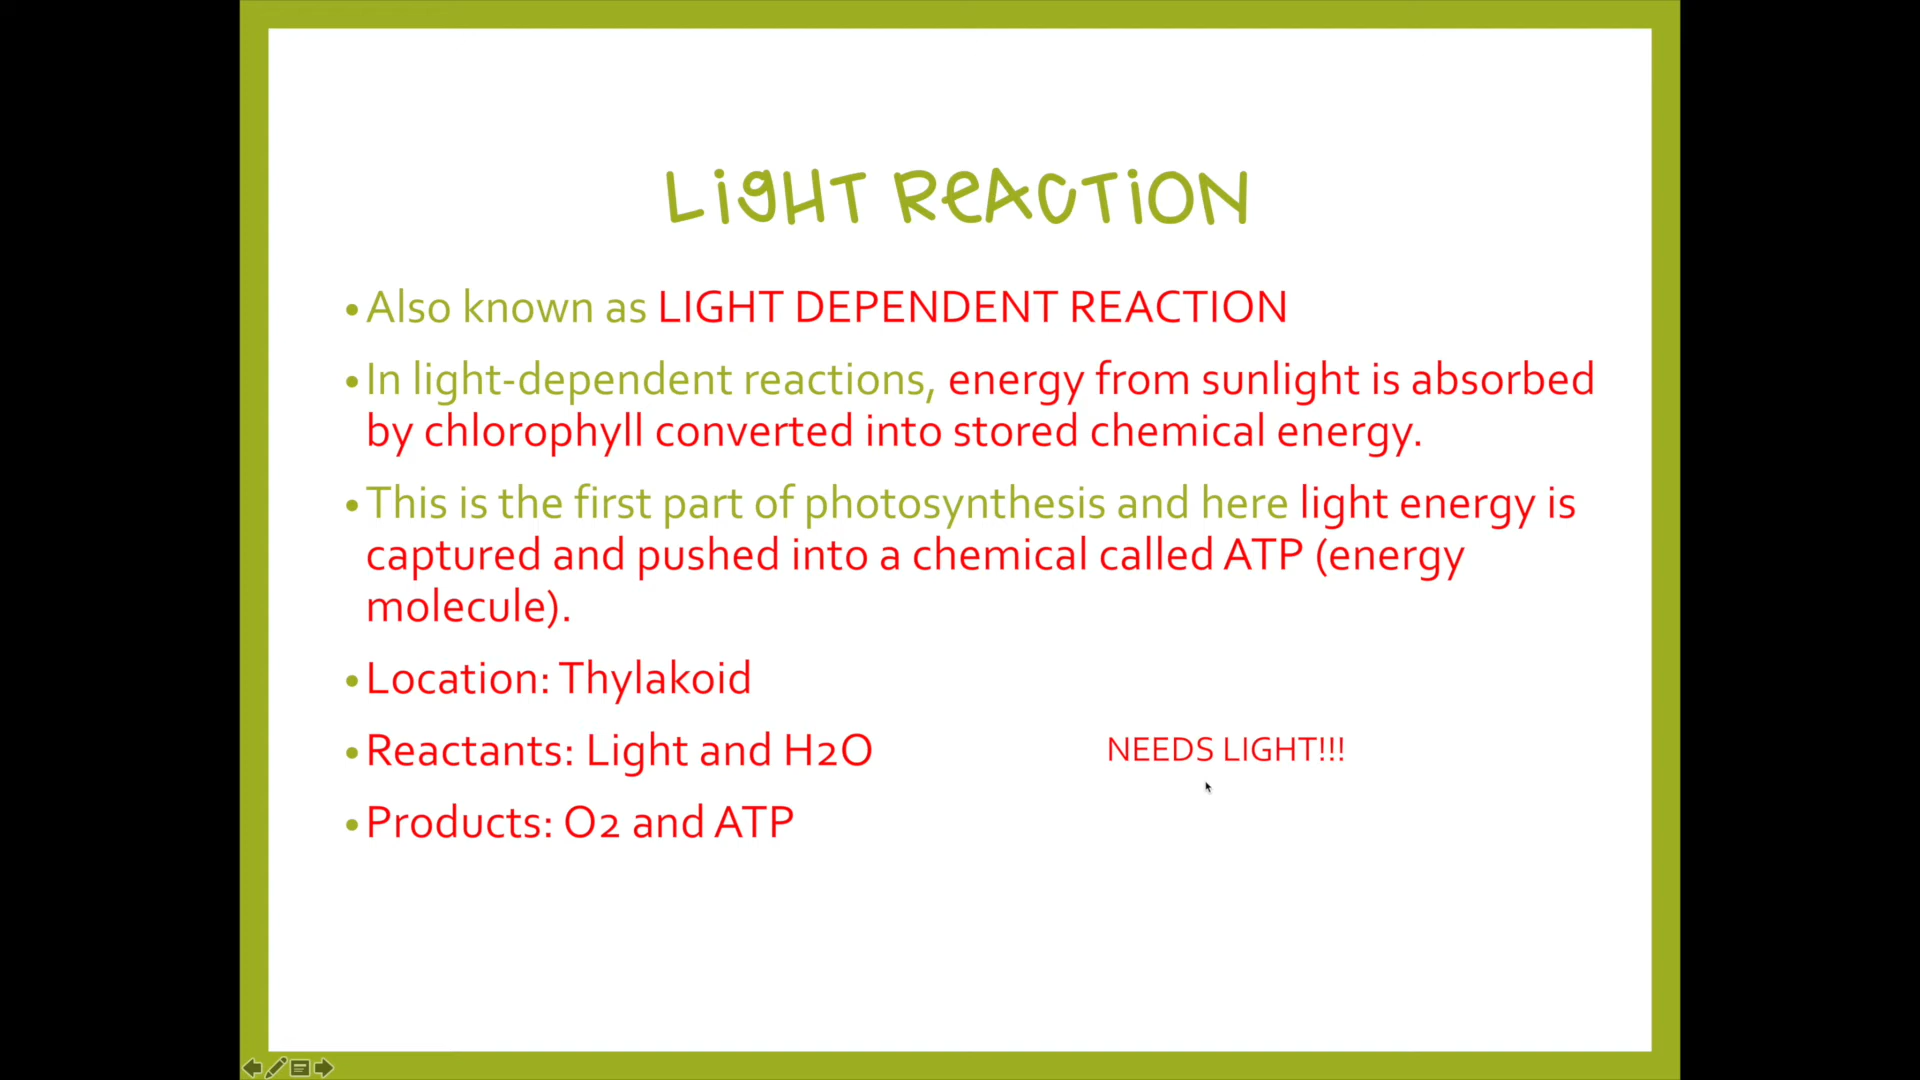 LigHT ReACTiON
•Also known as LIGHT DEPENDENT REACTION
•In light-dependent reactions, energy from sunlight is absorbed
by chlorophyll converted into stored chemical energy.
•This is the first part of photosynthesis and here light energy is
captured and pushed into a chemical called ATP (energy
molecule).
•Location: Thylakoid
•Reactants: Light and H2O
NEEDS LIGHT!!!
•Products: O2 and ATP